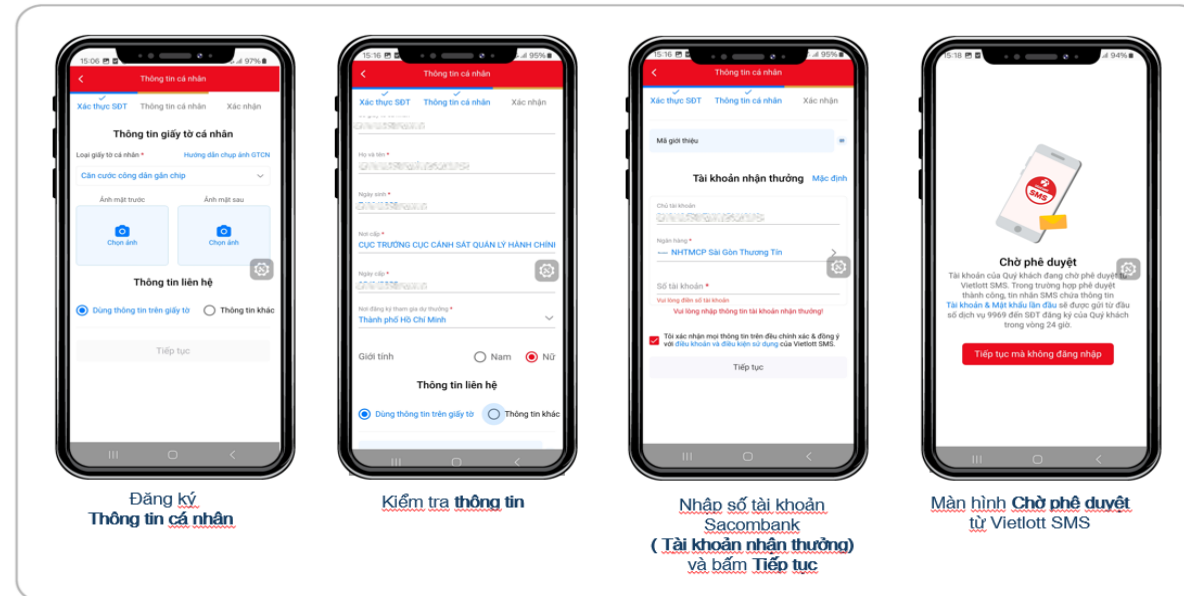 15:06
97%
Thông tin cá nhân
Xác thực SĐT Thông tin cá nhân Xác nhận
Thông tin giấy tờ cá nhân
Loại giấy tờ cá nhân * Hướng dẫn chụp ảnh GTCN
Căn cước công dân gắn chip
Ảnh mặt trước Ảnh mặt sau
Chọn ảnh Chọn ảnh
Thông tin liên hệ
Dùng thông tin trên giấy tờ Thông tin khác
Tiếp tục
Đăng ký
Thông tin cá nhân
15:16
95%
Thông tin cá nhân
Xác thực SĐT Thông tin cá nhân Xác nhận
Họ và tên *
Ngày sinh *
Nơi cấp *
CỤC TRƯỞNG CỤC CẢNH SÁT QUẢN LÝ HÀNH CHÍNH
Ngày cấp *
Nơi đăng ký tham gia dự thưởng *
Thành phố Hồ Chí Minh
Giới tính Nam Nữ
Thông tin liên hệ
Dùng thông tin trên giấy tờ Thông tin khác
Kiểm tra thông tin
15:16
95%
Thông tin cá nhân
Xác thực SĐT Thông tin cá nhân Xác nhận
Mã giới thiệu
Tài khoản nhận thưởng Mặc định
Chủ tài khoản
Ngân hàng *
NHTMCP Sài Gòn Thương Tín
Số tài khoản *
Vui lòng điền số tài khoản
Vui lòng nhập thông tin tài khoản nhận thưởng!
Tôi xác nhận mọi thông tin trên đều chính xác & đồng ý
với điều khoản và điều kiện sử dụng của Vietlott SMS.
Tiếp tục
Nhập số tài khoản
Sacombank
( Tài khoản nhận thưởng)
và bấm Tiếp tục
15:18
94%
SMS
Chờ phê duyệt
Tài khoản của Quý khách đang chờ phê duyệt từ
Vietlott SMS. Trong trường hợp phê duyệt
thành công, tin nhắn SMS chứa thông tin
Tài khoản & Mật khẩu lần đầu sẽ được gửi từ đầu
số dịch vụ 9969 đến SĐT đăng ký của Quý khách
trong vòng 24 giờ.
Tiếp tục mà không đăng nhập
Màn hình Chờ phê duyệt
từ Vietlott SMS